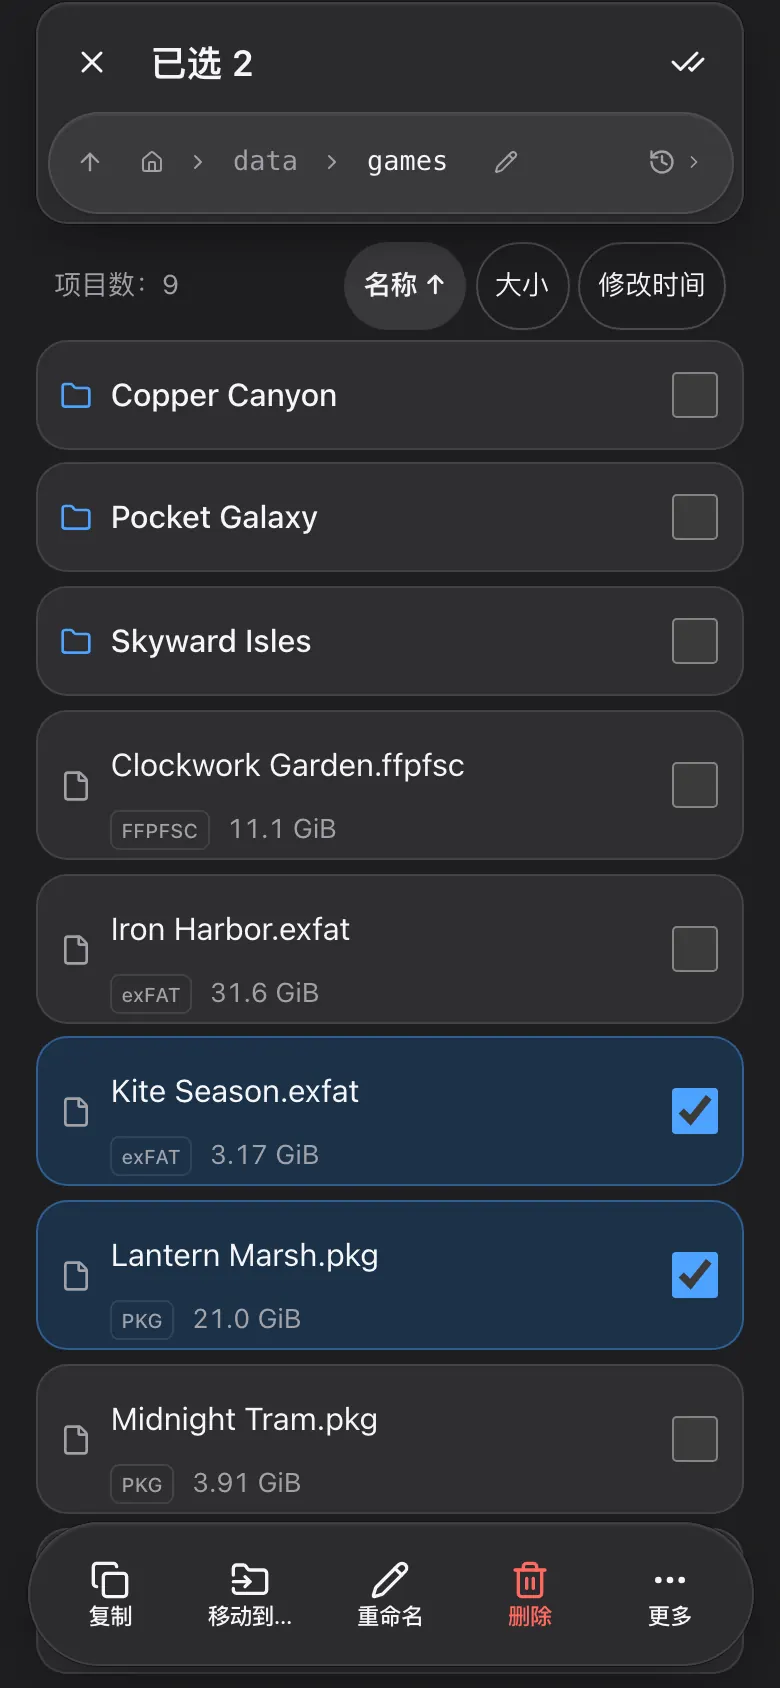 已选 2
data games
项目数：9 名称 ↑ 大小 修改时间
Copper Canyon
Pocket Galaxy
Skyward Isles
Clockwork Garden.ffpfsc
FFPFSC 11.1 GiB
Iron Harbor.exfat
exFAT 31.6 GiB
Kite Season.exfat
exFAT 3.17 GiB
Lantern Marsh.pkg
PKG 21.0 GiB
Midnight Tram.pkg
PKG 3.91 GiB
复制 移动到... 重命名 删除 更多